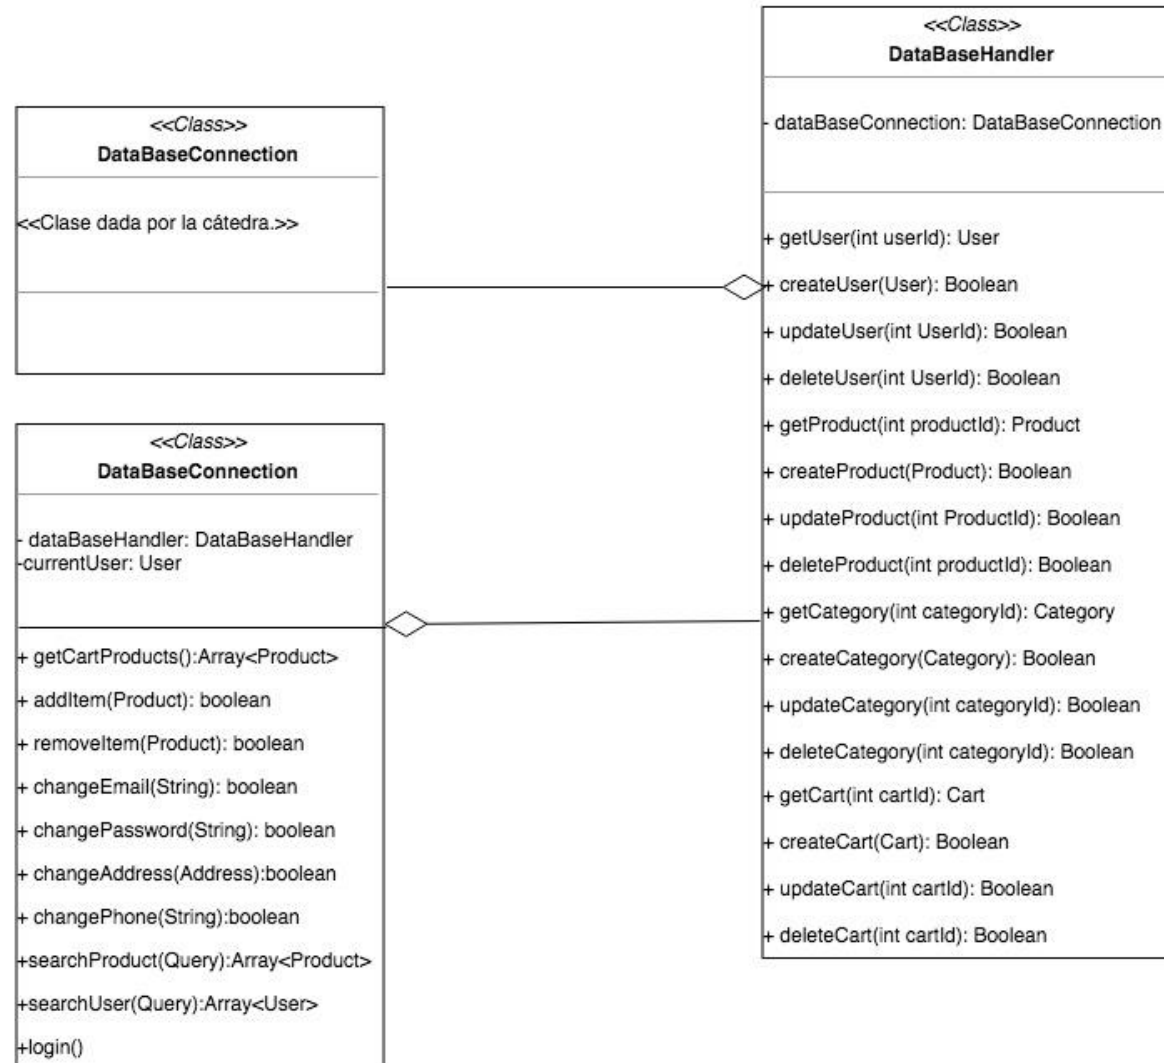 <<Class>>
DataBaseConnection
<<Clase dada por la cátedra.>>
<<Class>>
DataBaseConnection
- dataBaseHandler: DataBaseHandler
-currentUser: User
+ getCartProducts():Array<Product>
+ addItem(Product): boolean
+ removeItem(Product): boolean
+ changeEmail(String): boolean
+ changePassword(String): boolean
+ changeAddress(Address):boolean
+ changePhone(String):boolean
+searchProduct(Query):Array<Product>
+searchUser(Query):Array<User>
+login()
<<Class>>
DataBaseHandler
- dataBaseConnection: DataBaseConnection
+ getUser(int userId): User
+ createUser(User): Boolean
+ updateUser(int UserId): Boolean
+ deleteUser(int UserId): Boolean
+ getProduct(int productId): Product
+ createProduct(Product): Boolean
+ updateProduct(int ProductId): Boolean
+ deleteProduct(int productId): Boolean
+ getCategory(int categoryId): Category
+ createCategory(Category): Boolean
+ updateCategory(int categoryId): Boolean
+ deleteCategory(int categoryId): Boolean
+ getCart(int cartId): Cart
+ createCart(Cart): Boolean
+ updateCart(int cartId): Boolean
+ deleteCart(int cartId): Boolean